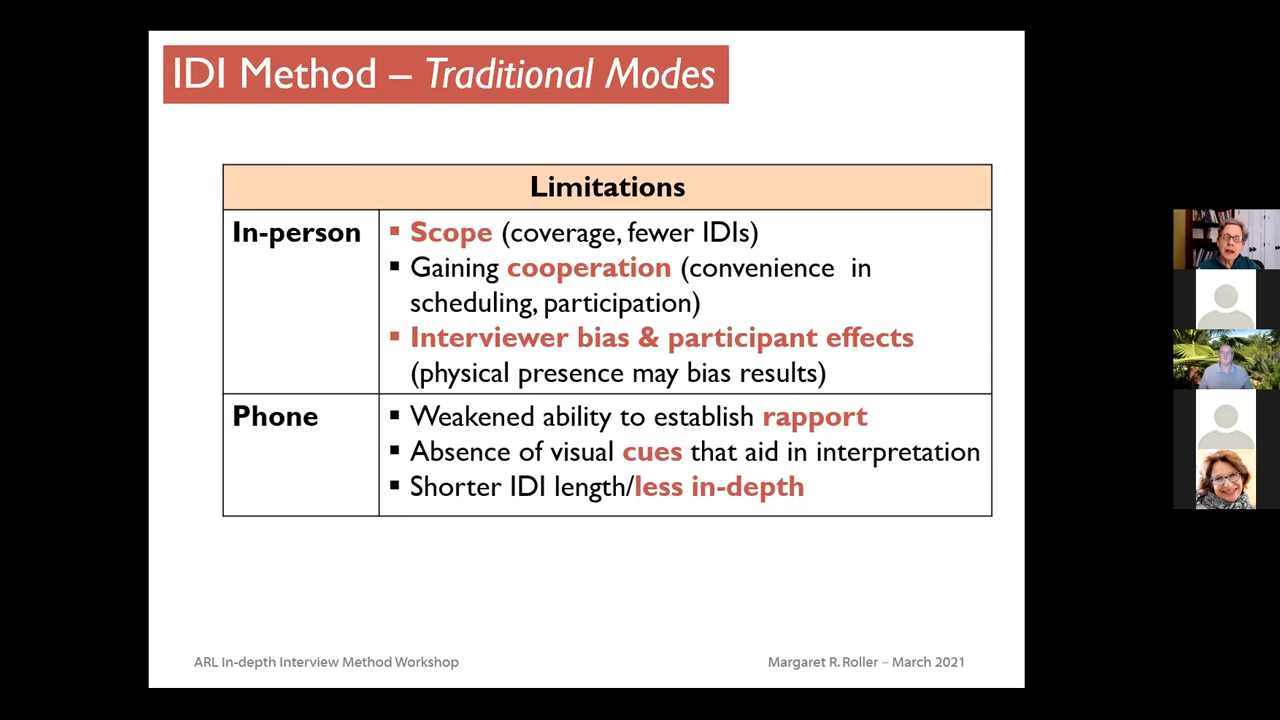 IDI Method – Traditional Modes
Limitations
In-person
▪ Scope (coverage, fewer IDIs)
▪ Gaining cooperation (convenience in
scheduling, participation)
▪ Interviewer bias & participant effects
(physical presence may bias results)
Phone
▪ Weakened ability to establish rapport
▪ Absence of visual cues that aid in interpretation
▪ Shorter IDI length/less in-depth
ARL In-depth Interview Method Workshop
Margaret R. Roller – March 2021